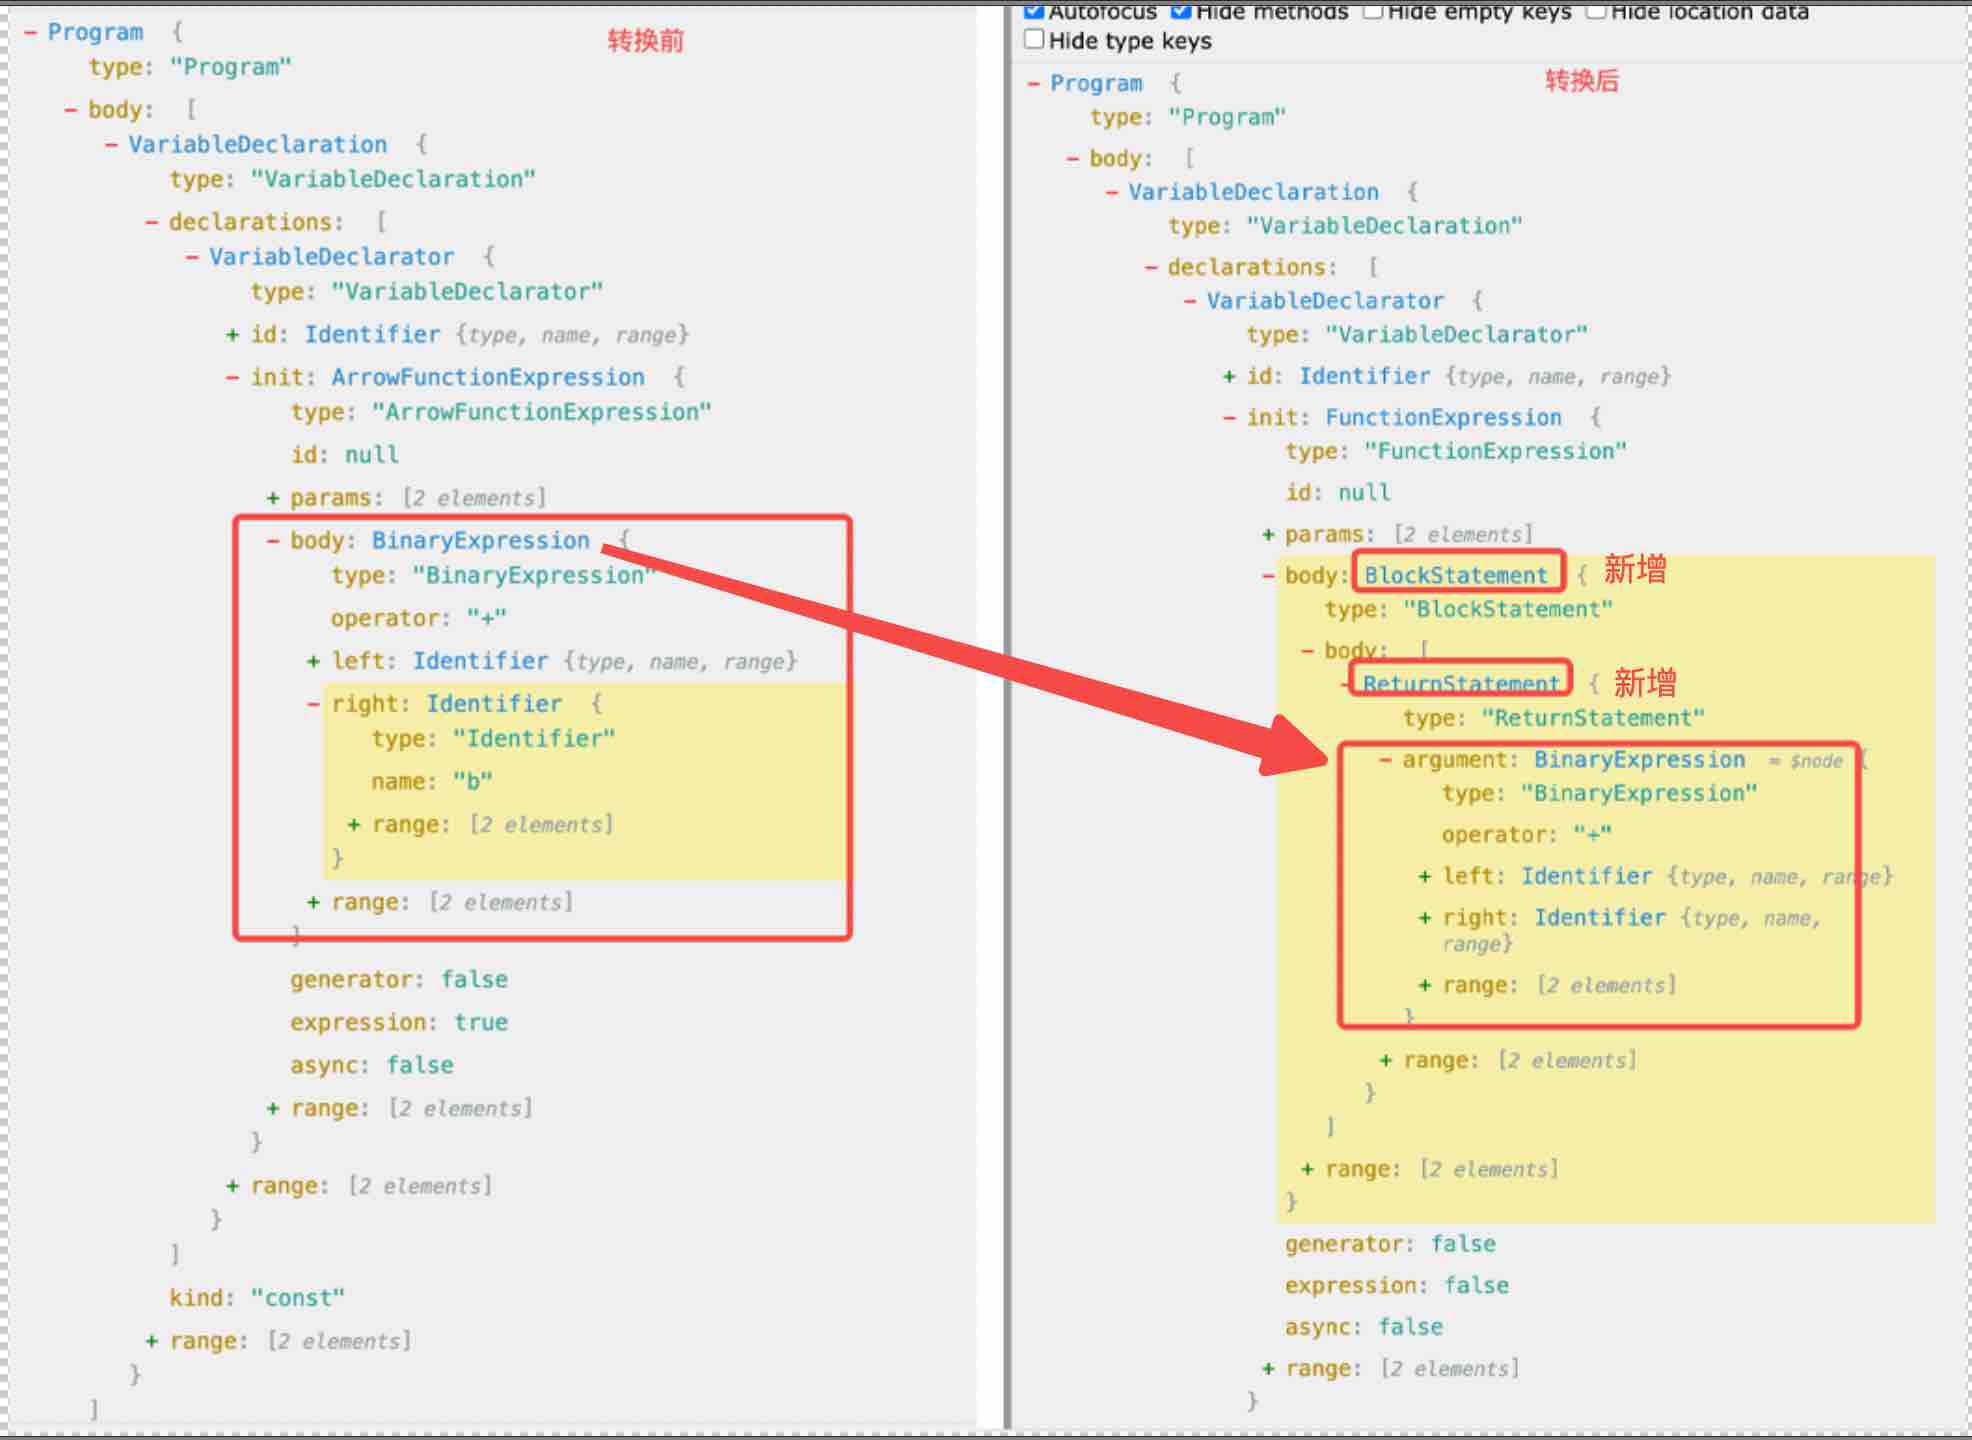 − Program {
转换前
type: "Program"
− body: [
− VariableDeclaration {
type: "VariableDeclaration"
− declarations: [
− VariableDeclarator {
type: "VariableDeclarator"
+ id: Identifier {type, name, range}
− init: ArrowFunctionExpression {
type: "ArrowFunctionExpression"
id: null
+ params: [2 elements]
− body: BinaryExpression {
type: "BinaryExpression"
operator: "+"
+ left: Identifier {type, name, range}
− right: Identifier {
type: "Identifier"
name: "b"
+ range: [2 elements]
}
+ range: [2 elements]
}
generator: false
expression: true
async: false
+ range: [2 elements]
}
+ range: [2 elements]
}
]
kind: "const"
+ range: [2 elements]
}
]
Autofocus Hide methods Hide empty keys Hide location data
Hide type keys
− Program {
转换后
type: "Program"
− body: [
− VariableDeclaration {
type: "VariableDeclaration"
− declarations: [
− VariableDeclarator {
type: "VariableDeclarator"
+ id: Identifier {type, name, range}
− init: FunctionExpression {
type: "FunctionExpression"
id: null
+ params: [2 elements]
− body: BlockStatement { 新增
type: "BlockStatement"
− body: [
− ReturnStatement { 新增
type: "ReturnStatement"
− argument: BinaryExpression = $node {
type: "BinaryExpression"
operator: "+"
+ left: Identifier {type, name, range}
+ right: Identifier {type, name,
range}
+ range: [2 elements]
}
+ range: [2 elements]
}
]
+ range: [2 elements]
}
generator: false
expression: false
async: false
+ range: [2 elements]
}